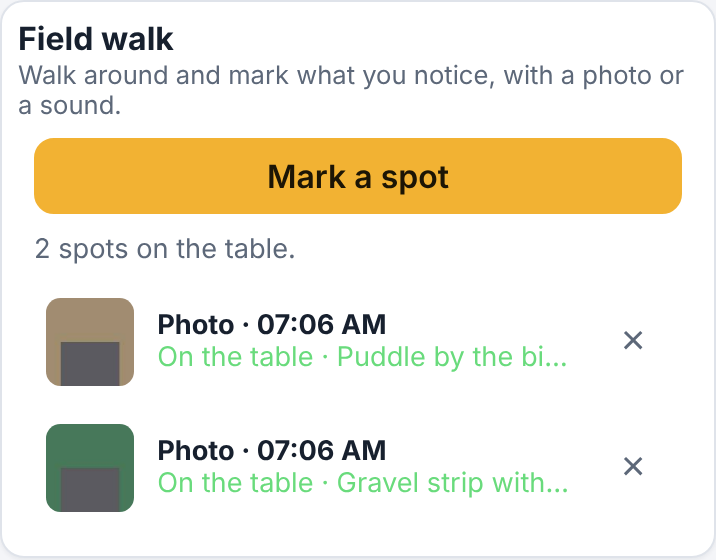 Field walk
Walk around and mark what you notice, with a photo or
a sound.
Mark a spot
2 spots on the table.
Photo · 07:06 AM
On the table · Puddle by the bi...
Photo · 07:06 AM
On the table · Gravel strip with...